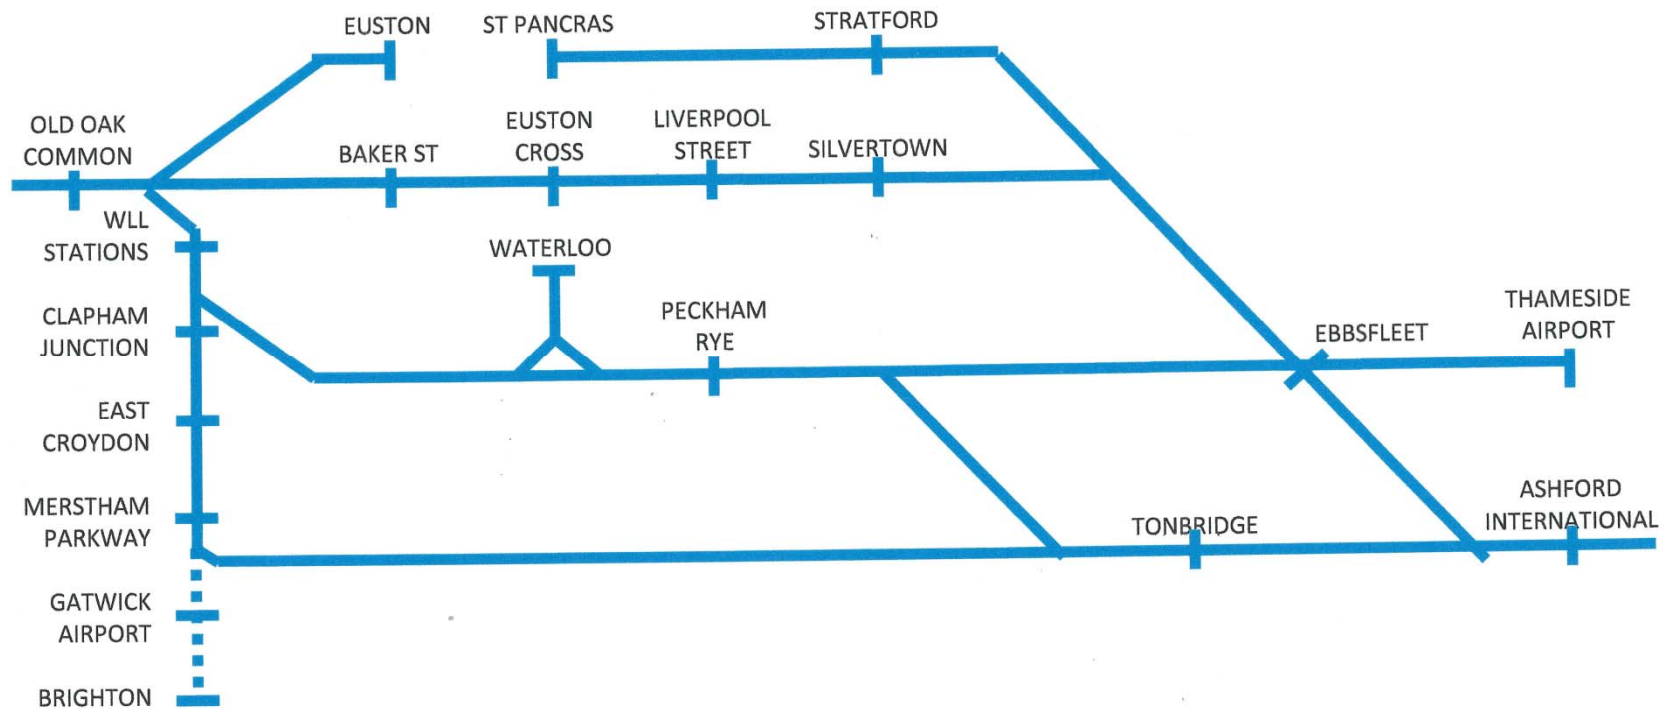 EUSTON
ST PANCRAS
STRATFORD
OLD OAK
COMMON
BAKER ST
EUSTON
CROSS
LIVERPOOL
STREET
SILVERTOWN
WLL
STATIONS
WATERLOO
CLAPHAM
JUNCTION
PECKHAM
RYE
EBBSFLEET
THAMESIDE
AIRPORT
EAST
CROYDON
MERSTHAM
PARKWAY
TONBRIDGE
ASHFORD
INTERNATIONAL
GATWICK
AIRPORT
BRIGHTON